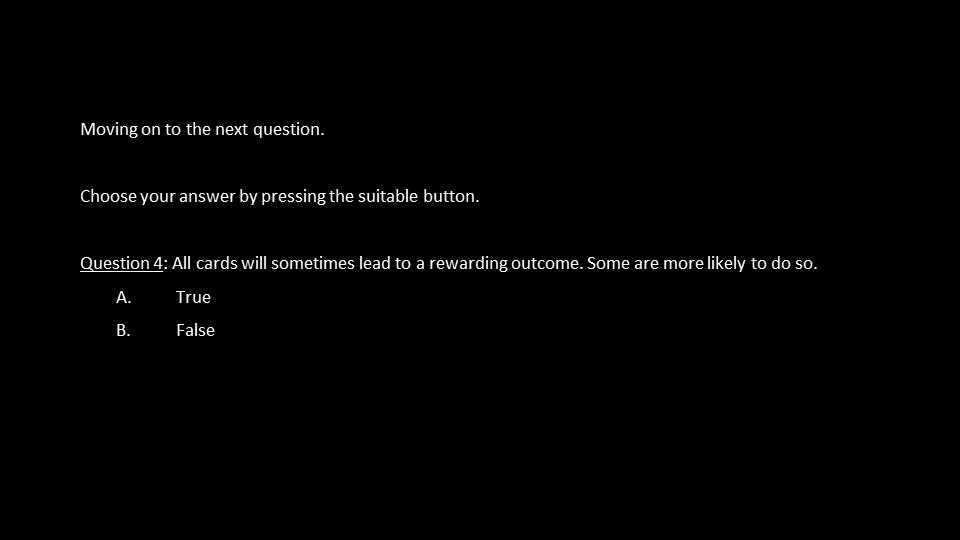 Moving on to the next question.
Choose your answer by pressing the suitable button.
Question 4: All cards will sometimes lead to a rewarding outcome. Some are more likely to do so.
A. True
B. False